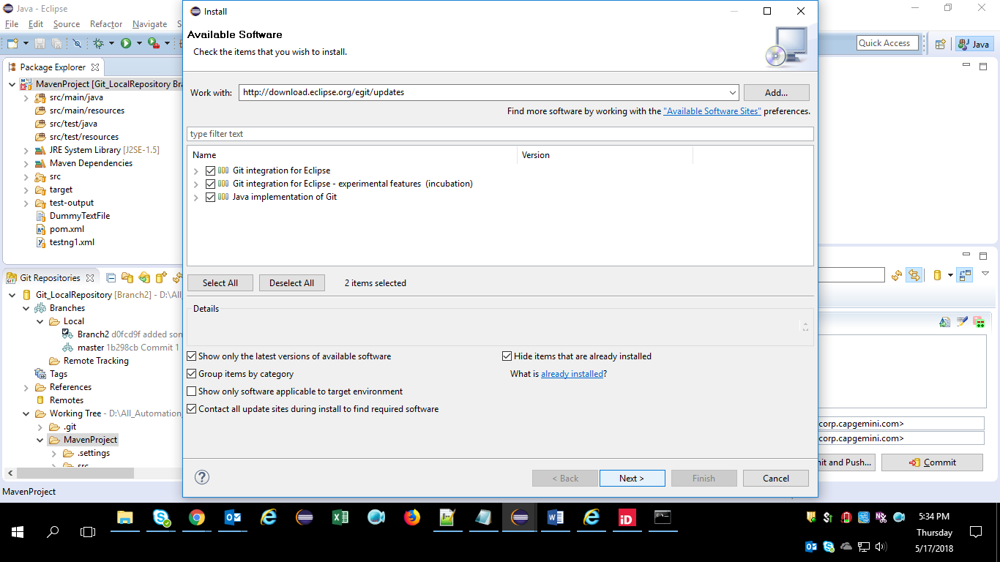 Java - Eclipse
File Edit Source Refactor Navigate
Quick Access
Java
Package Explorer
MavenProject [Git_LocalRepository
src/main/java
src/main/resources
src/test/java
src/test/resources
JRE System Library [J2SE-1.5]
Maven Dependencies
src
target
test-output
DummyTextFile
pom.xml
testng1.xml
Git Repositories
Git_LocalRepository [Branch2] - D:\All_
Branches
Local
Branch2 d0fcd9f added
master 1b298cb Commit 1
Remote Tracking
Tags
References
Remotes
Working Tree - D:\All_Automation
.git
MavenProject
.settings
src
MavenProject
Install
Available Software
Check the items that you wish to install.
Work with: http://download.eclipse.org/egit/updates Add...
Find more software by working with the "Available Software Sites" preferences.
type filter text
Name Version
Git integration for Eclipse
Git integration for Eclipse - experimental features (incubation)
Java implementation of Git
Select All Deselect All 2 items selected
Details
Show only the latest versions of available software Hide items that are already installed
Group items by category What is already installed?
Show only software applicable to target environment
Contact all update sites during install to find required software
< Back Next > Finish Cancel
corp.capgemini.com>
corp.capgemini.com>
and Push... Commit
5:34 PM
Thursday
5/17/2018